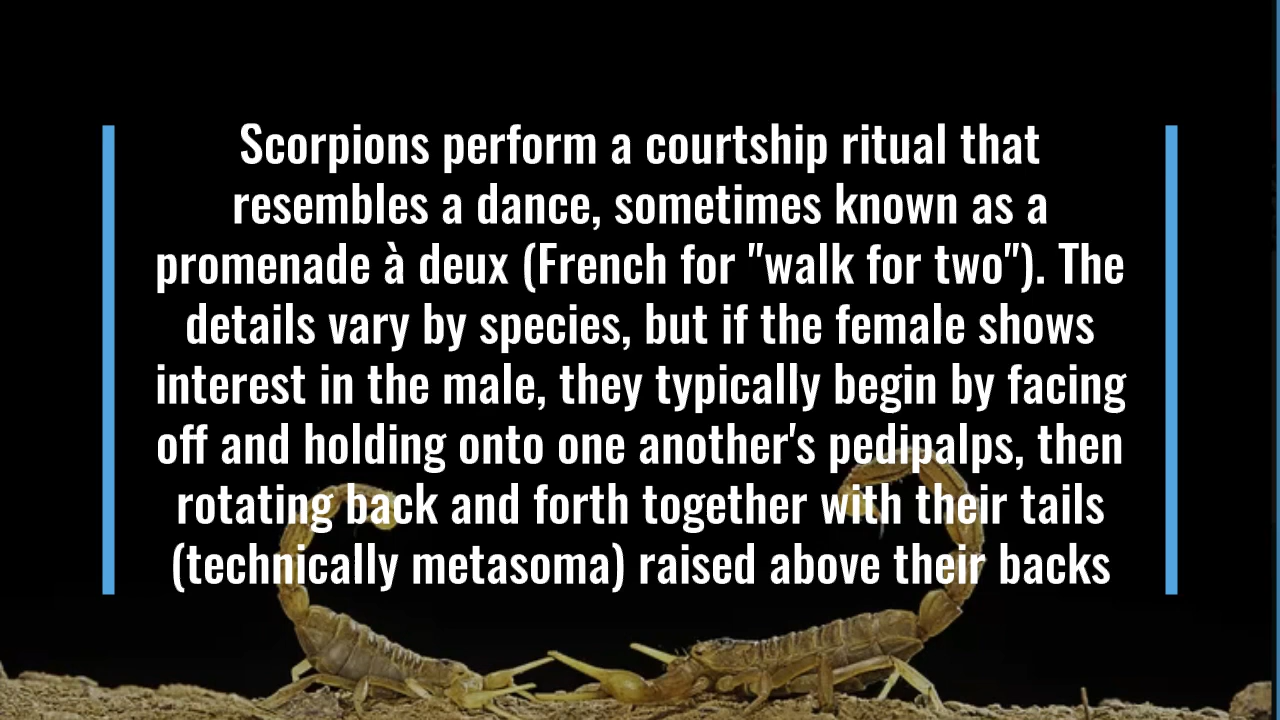 Scorpions perform a courtship ritual that
resembles a dance, sometimes known as a
promenade à deux (French for "walk for two"). The
details vary by species, but if the female shows
interest in the male, they typically begin by facing
off and holding onto one another's pedipalps, then
rotating back and forth together with their tails
(technically metasoma) raised above their backs